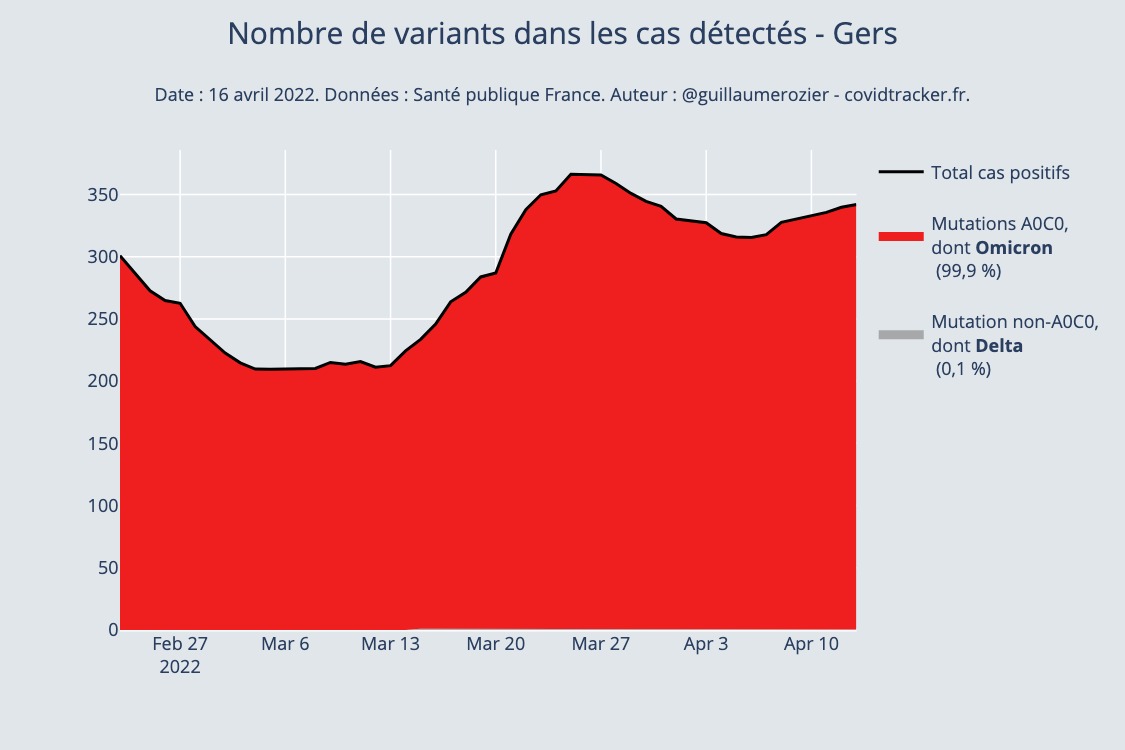 Nombre de variants dans les cas détectés - Gers
Date : 16 avril 2022. Données : Santé publique France. Auteur : @guillaumerozier - covidtracker.fr.
350
300
250
200
150
100
50
0
Feb 27
2022
Mar 6
Mar 13
Mar 20
Mar 27
Apr 3
Apr 10
Total cas positifs
Mutations A0C0,
dont Omicron
(99,9 %)
Mutation non-A0C0,
dont Delta
(0,1 %)